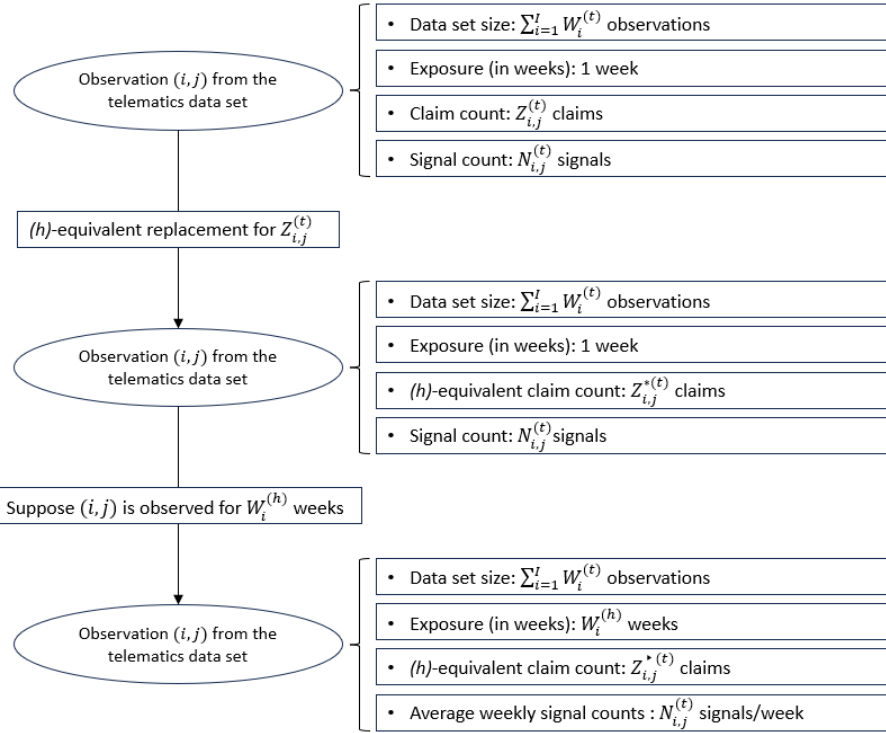 Observation (i, j) from the
telematics data set
• Data set size: ∑_{i=1}^{I} W_i^{(t)} observations
• Exposure (in weeks): 1 week
• Claim count: Z_{i,j}^{(t)} claims
• Signal count: N_{i,j}^{(t)} signals
(h)-equivalent replacement for Z_{i,j}^{(t)}
Observation (i, j) from the
telematics data set
• Data set size: ∑_{i=1}^{I} W_i^{(t)} observations
• Exposure (in weeks): 1 week
• (h)-equivalent claim count: Z_{i,j}^{*(t)} claims
• Signal count: N_{i,j}^{(t)} signals
Suppose (i, j) is observed for W_i^{(h)} weeks
Observation (i, j) from the
telematics data set
• Data set size: ∑_{i=1}^{I} W_i^{(t)} observations
• Exposure (in weeks): W_i^{(h)} weeks
• (h)-equivalent claim count: Z_{i,j}^{‣(t)} claims
• Average weekly signal counts : N_{i,j}^{(t)} signals/week